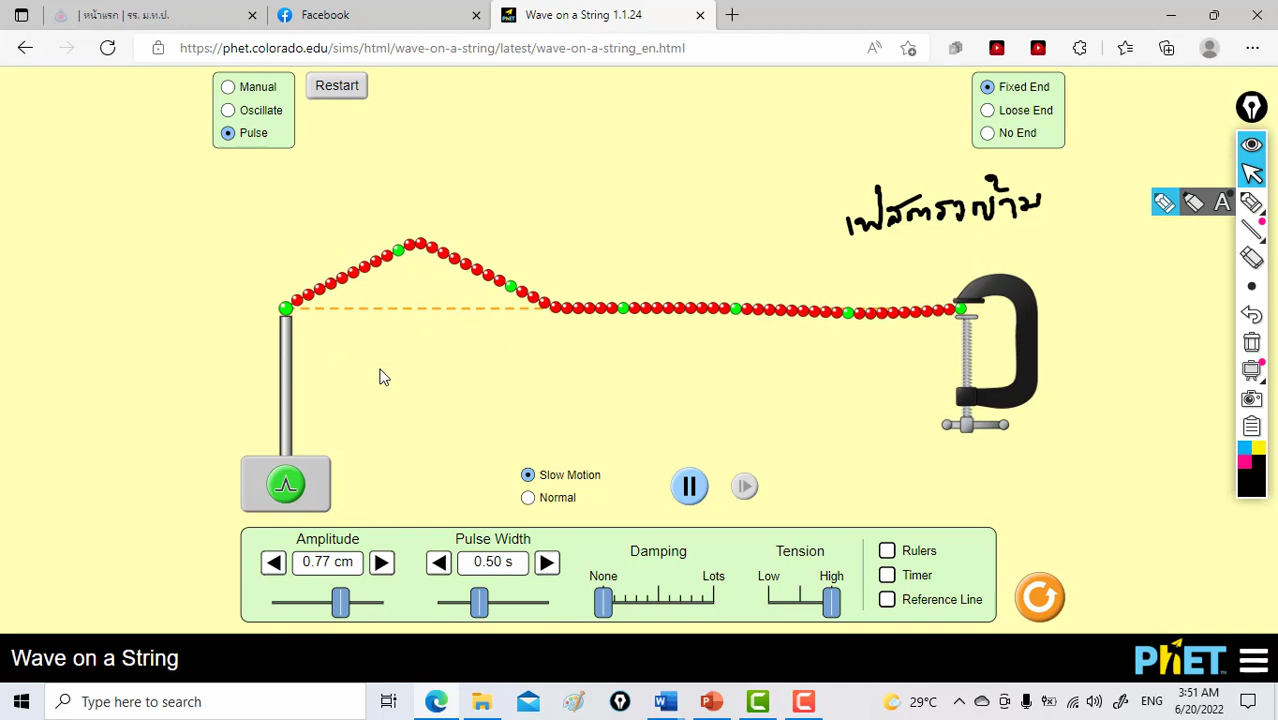 หน้าแรก | รร. ม.ท.ป.
Facebook
Wave on a String 1.1.24
https://phet.colorado.edu/sims/html/wave-on-a-string/latest/wave-on-a-string_en.html
Manual
Oscillate
Pulse
Restart
Fixed End
Loose End
No End
เฟสตรงข้าม
A
Slow Motion
Normal
Amplitude
0.77 cm
Pulse Width
0.50 s
Damping
None
Lots
Tension
Low
High
Rulers
Timer
Reference Line
Wave on a String
PhET
Type here to search
29°C
ENG
3:51 AM
6/20/2022